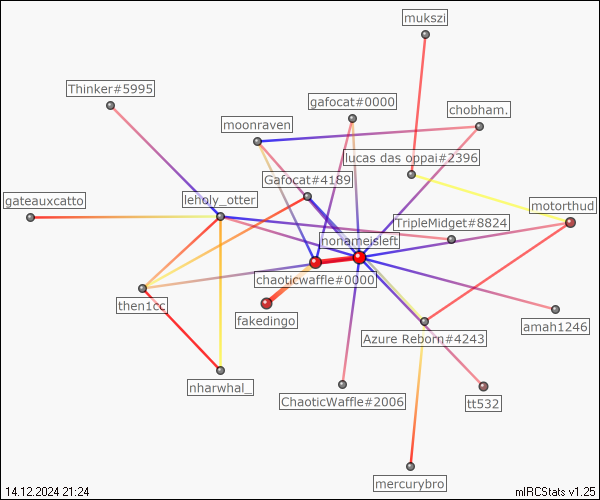 mukszi
Thinker#5995
gafocat#0000
chobham.
moonraven
lucas das oppai#2396
Gafocat#4189
gateauxcatto
leholy_otter
motorthud
TripleMidget#8824
nonameisleft
chaoticwaffle#0000
then1cc
fakedingo
amah1246
Azure Reborn#4243
nharwhal_
ChaoticWaffle#2006
tt532
mercurybro
14.12.2024 21:24
mIRCStats v1.25